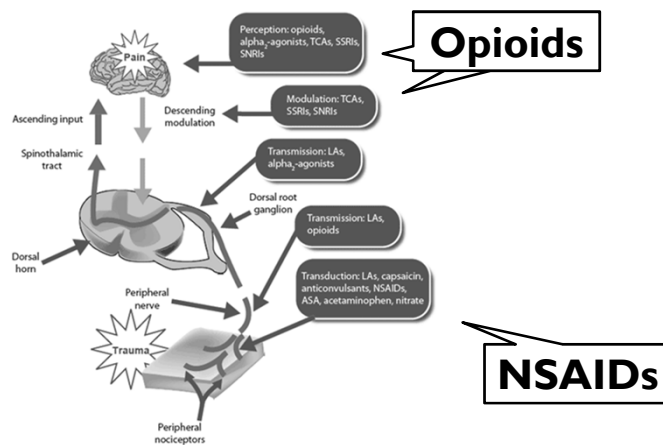 Perception: opioids,
alpha₂-agonists, TCAs, SSRIs,
SNRIs
Opioids
Pain
Modulation: TCAs,
SSRIs, SNRIs
Ascending input
Descending
modulation
Spinothalamic
tract
Transmission: LAs,
alpha₂-agonists
Dorsal root
ganglion
Transmission: LAs,
opioids
Dorsal
horn
Transduction: LAs, capsaicin,
anticonvulsants, NSAIDs,
ASA, acetaminophen, nitrate
Peripheral
nerve
Trauma
NSAIDs
Peripheral
nociceptors